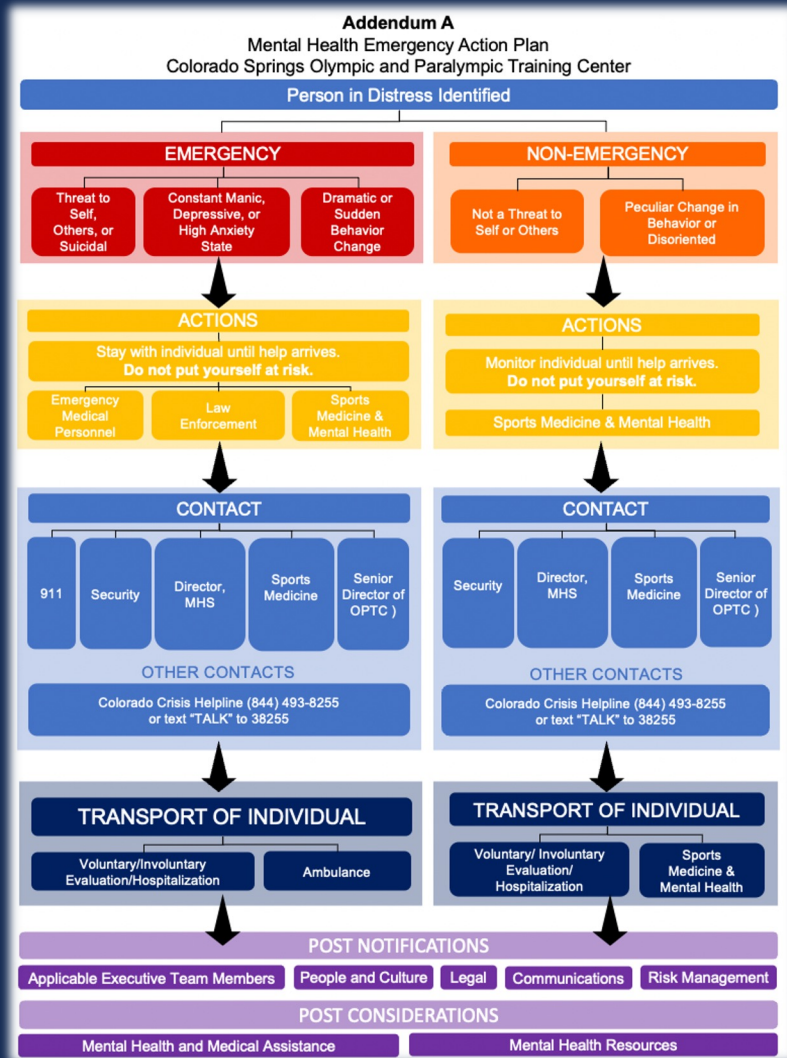 Addendum A
Mental Health Emergency Action Plan
Colorado Springs Olympic and Paralympic Training Center
Person in Distress Identified
EMERGENCY
Threat to
Self,
Others, or
Suicidal
Constant Manic,
Depressive, or
High Anxiety
State
Dramatic or
Sudden
Behavior
Change
NON-EMERGENCY
Not a Threat to
Self or Others
Peculiar Change in
Behavior or
Disoriented
ACTIONS
Stay with individual until help arrives.
Do not put yourself at risk.
Emergency
Medical
Personnel
Law
Enforcement
Sports
Medicine &
Mental Health
ACTIONS
Monitor individual until help arrives.
Do not put yourself at risk.
Sports Medicine & Mental Health
CONTACT
911
Security
Director,
MHS
Sports
Medicine
Senior
Director of
OPTC )
OTHER CONTACTS
Colorado Crisis Helpline (844) 493-8255
or text “TALK” to 38255
CONTACT
Security
Director,
MHS
Sports
Medicine
Senior
Director of
OPTC )
OTHER CONTACTS
Colorado Crisis Helpline (844) 493-8255
or text “TALK” to 38255
TRANSPORT OF INDIVIDUAL
Voluntary/Involuntary
Evaluation/Hospitalization
Ambulance
TRANSPORT OF INDIVIDUAL
Voluntary/ Involuntary
Evaluation/
Hospitalization
Sports
Medicine &
Mental Health
POST NOTIFICATIONS
Applicable Executive Team Members
People and Culture
Legal
Communications
Risk Management
POST CONSIDERATIONS
Mental Health and Medical Assistance
Mental Health Resources